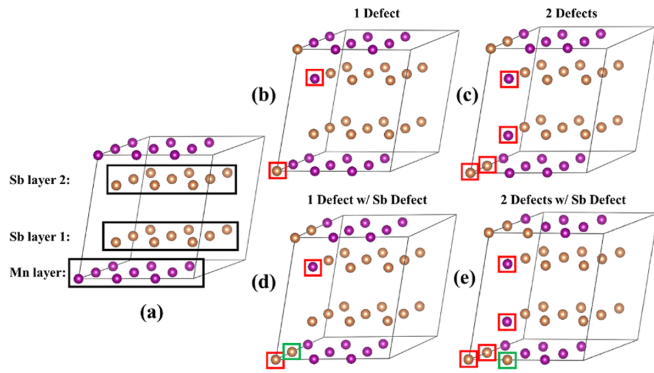 1 Defect
2 Defects
(b)
(c)
Sb layer 2:
Sb layer 1:
Mn layer:
(a)
1 Defect w/ Sb Defect
2 Defects w/ Sb Defect
(d)
(e)